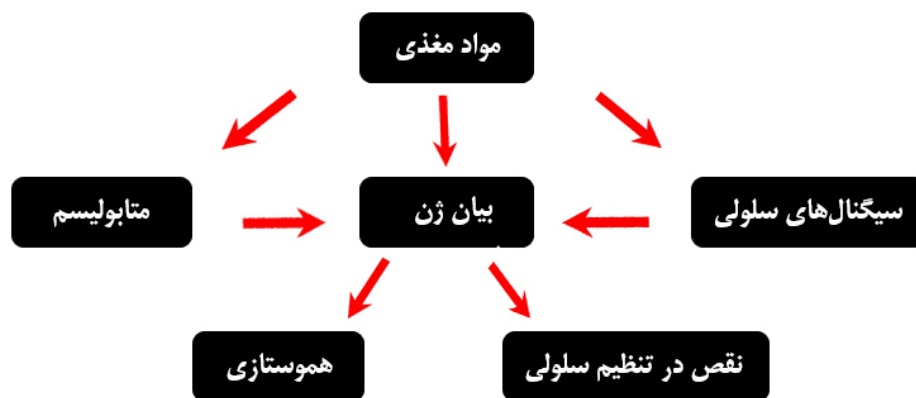 مواد مغذی
سیگنال‌های سلولی
بیان ژن
متابولیسم
نقص در تنظیم سلولی
هموستازی